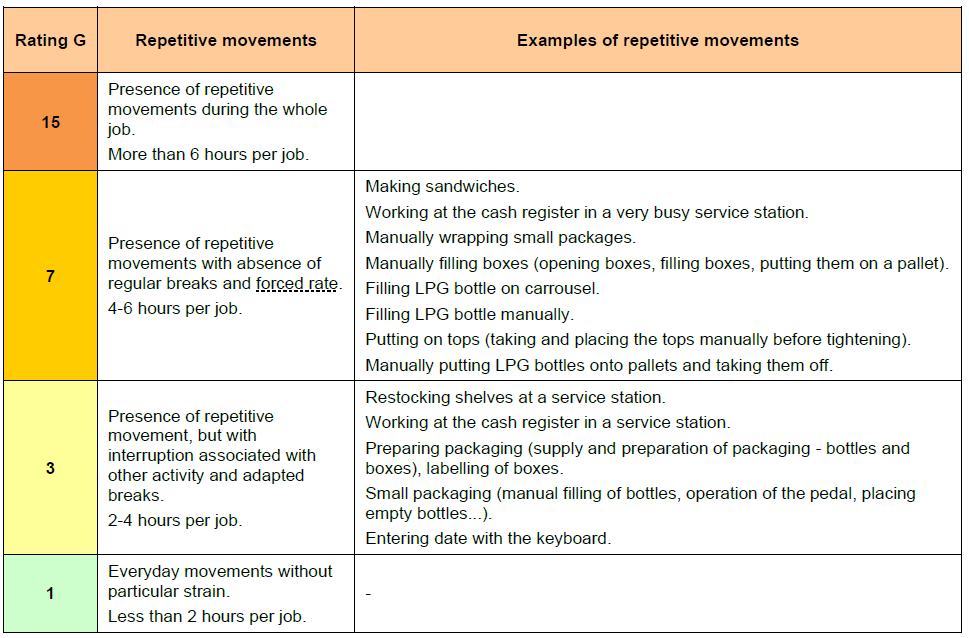 Rating G
Repetitive movements
Examples of repetitive movements
15
Presence of repetitive
movements during the whole
job.
More than 6 hours per job.
7
Presence of repetitive
movements with absence of
regular breaks and forced rate.
4-6 hours per job.
Making sandwiches.
Working at the cash register in a very busy service station.
Manually wrapping small packages.
Manually filling boxes (opening boxes, filling boxes, putting them on a pallet).
Filling LPG bottle on carrousel.
Filling LPG bottle manually.
Putting on tops (taking and placing the tops manually before tightening).
Manually putting LPG bottles onto pallets and taking them off.
3
Presence of repetitive
movement, but with
interruption associated with
other activity and adapted
breaks.
2-4 hours per job.
Restocking shelves at a service station.
Working at the cash register in a service station.
Preparing packaging (supply and preparation of packaging - bottles and
boxes), labelling of boxes.
Small packaging (manual filling of bottles, operation of the pedal, placing
empty bottles...).
Entering date with the keyboard.
1
Everyday movements without
particular strain.
Less than 2 hours per job.
-